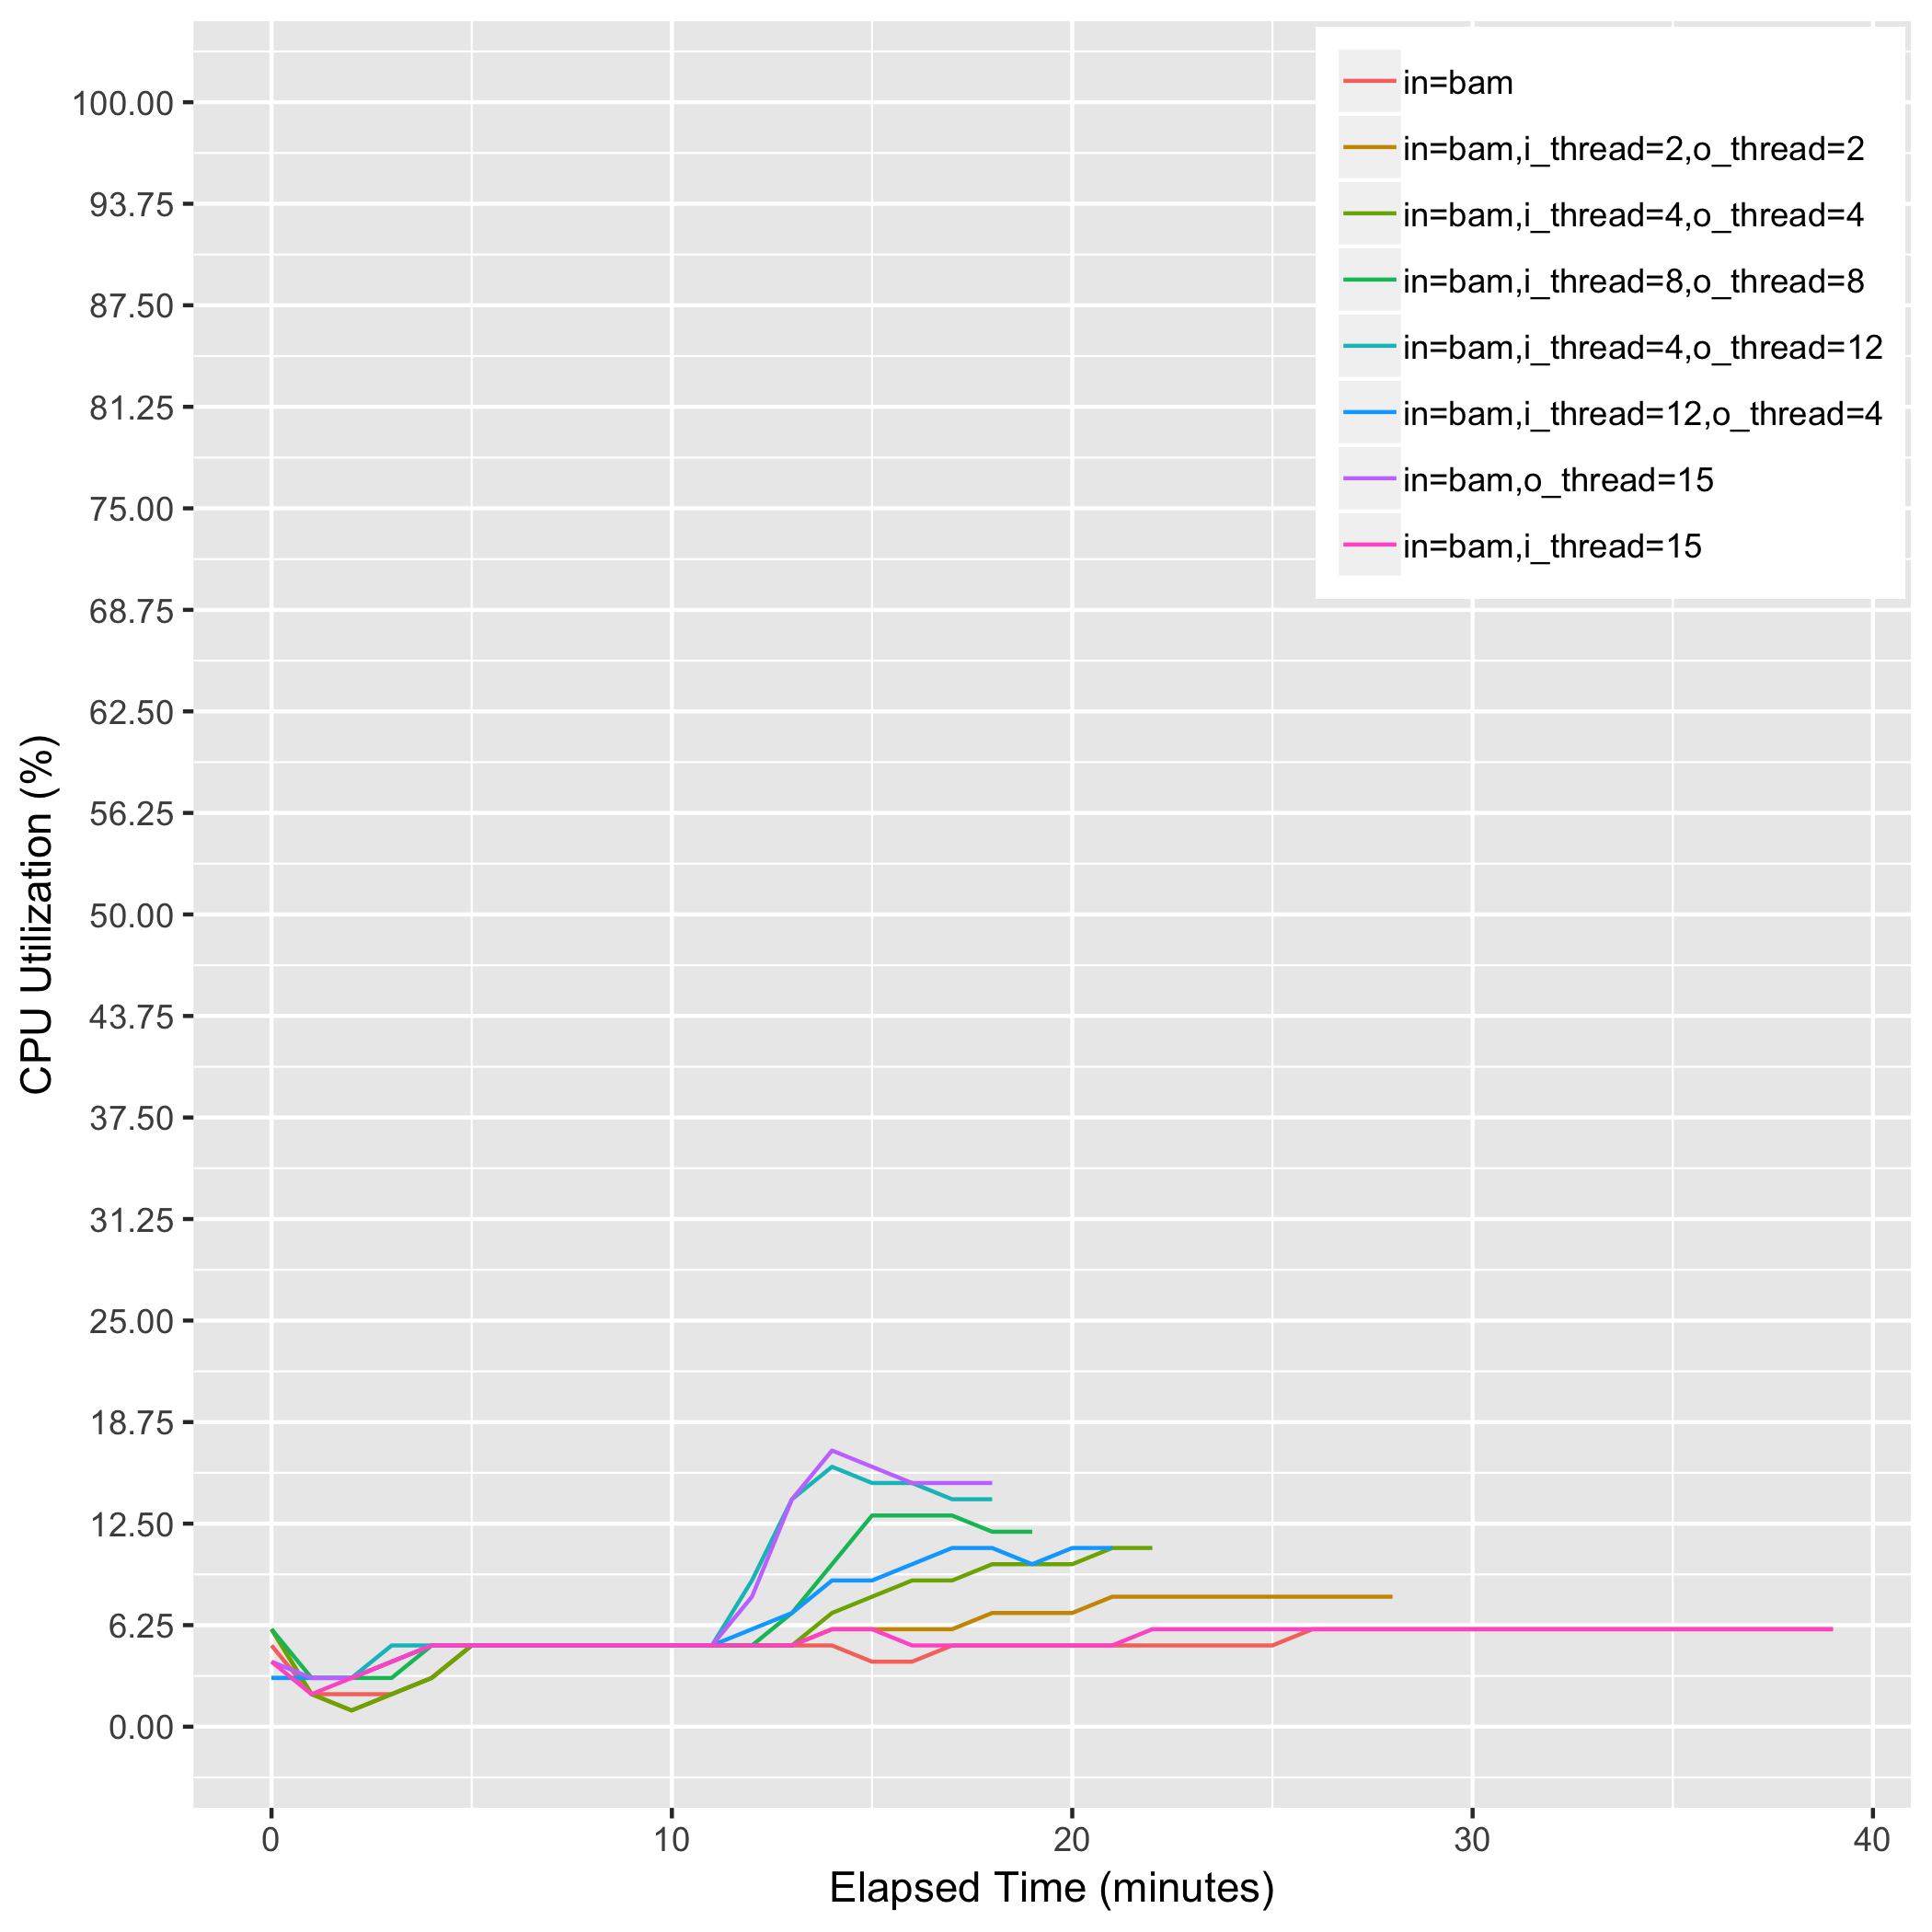 in=bam
in=bam,i_thread=2,o_thread=2
in=bam,i_thread=4,o_thread=4
in=bam,i_thread=8,o_thread=8
in=bam,i_thread=4,o_thread=12
in=bam,i_thread=12,o_thread=4
in=bam,o_thread=15
in=bam,i_thread=15
CPU Utilization (%)
100.00
93.75
87.50
81.25
75.00
68.75
62.50
56.25
50.00
43.75
37.50
31.25
25.00
18.75
12.50
6.25
0.00
0 10 20 30 40
Elapsed Time (minutes)